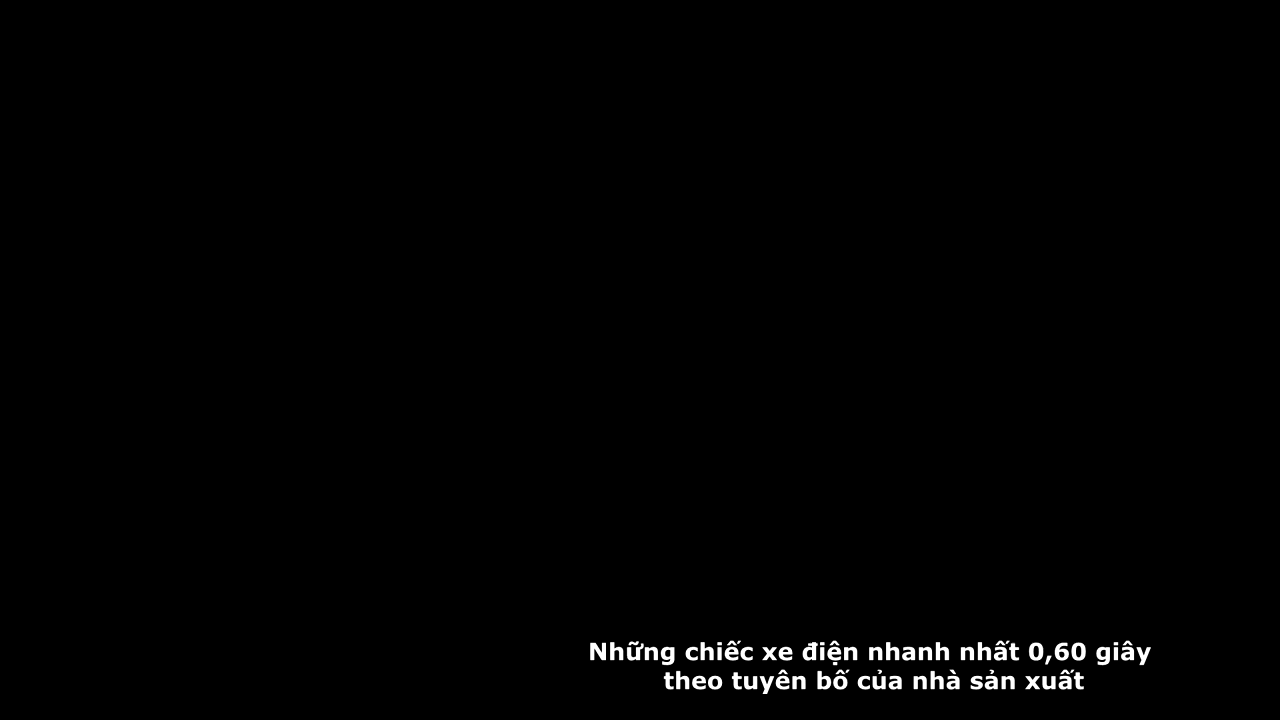 Những chiếc xe điện nhanh nhất 0,60 giây
theo tuyên bố của nhà sản xuất